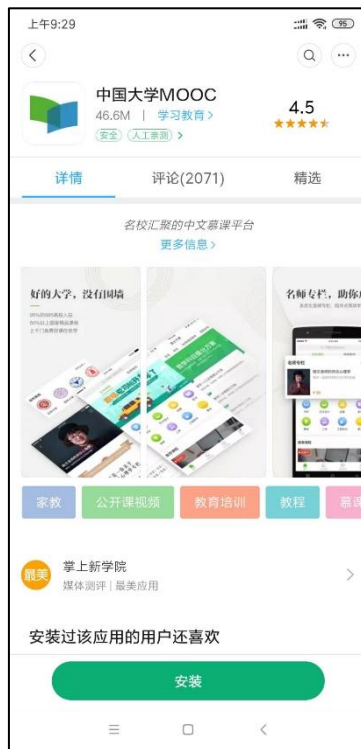 上午9:29
95
中国大学MOOC
46.6M | 学习教育>
安全 人工亲测 >
4.5
详情 评论(2071) 精选
名校汇聚的中文慕课平台
更多信息>
好的大学，没有围墙
名师专栏，助你
家教 公开课视频 教育培训 教程 慕课
最美
掌上新学院
媒体测评 | 最美应用
安装过该应用的用户还喜欢
安装